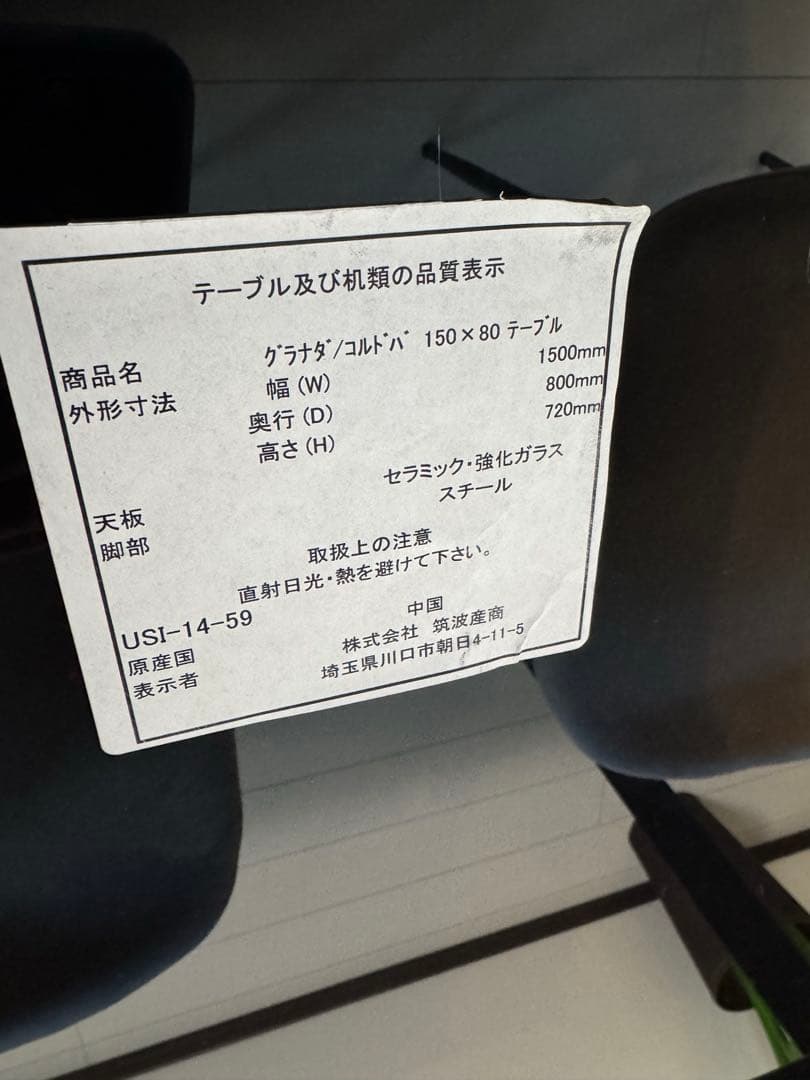 テーブル及び机類の品質表示
商品名 グラナダ/コルドバ 150×80 テーブル
外形寸法 幅(W) 1500mm
奥行(D) 800mm
高さ(H) 720mm
天板 セラミック・強化ガラス
脚部 スチール
取扱上の注意
直射日光・熱を避けて下さい。
USI-14-59
原産国 中国
表示者 株式会社 筑波産商
埼玉県川口市朝日4-11-5